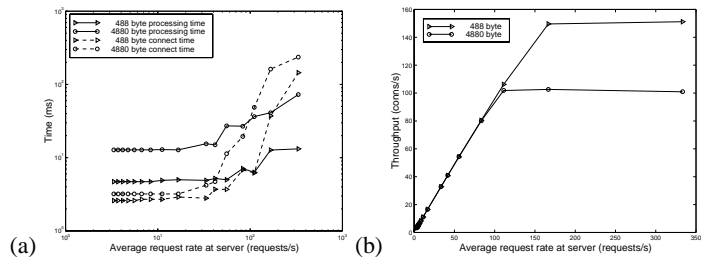 488 byte processing time
4880 byte processing time
488 byte connect time
4880 byte connect time
10³
10²
10¹
10⁰
Time (ms)
10⁰ 10¹ 10² 10³
Average request rate at server (requests/s)
(a)
488 byte
4880 byte
160
140
120
100
80
60
40
20
0
Throughput (conns/s)
0 50 100 150 200 250 300 350
Average request rate at server (requests/s)
(b)